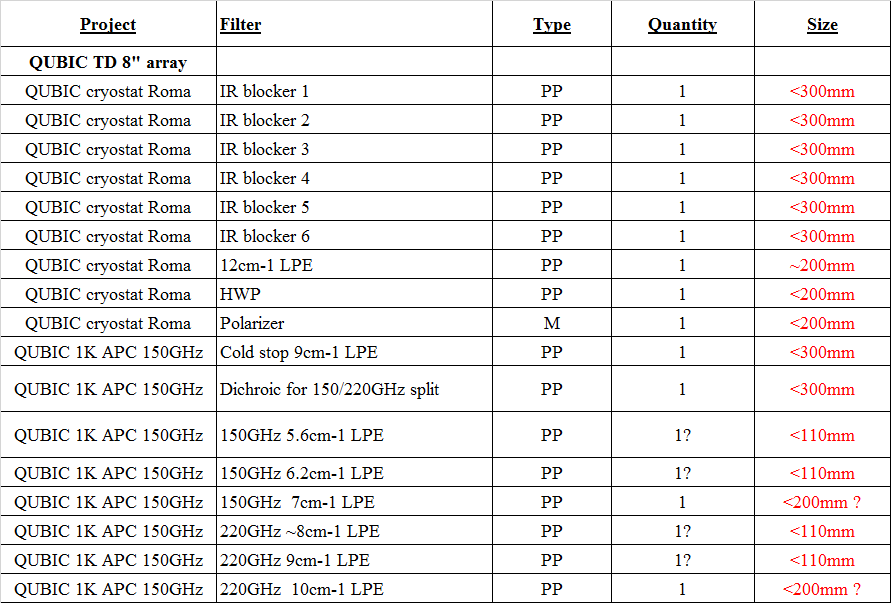 Project Filter Type Quantity Size
QUBIC TD 8" array
QUBIC cryostat Roma IR blocker 1 PP 1 <300mm
QUBIC cryostat Roma IR blocker 2 PP 1 <300mm
QUBIC cryostat Roma IR blocker 3 PP 1 <300mm
QUBIC cryostat Roma IR blocker 4 PP 1 <300mm
QUBIC cryostat Roma IR blocker 5 PP 1 <300mm
QUBIC cryostat Roma IR blocker 6 PP 1 <300mm
QUBIC cryostat Roma 12cm-1 LPE PP 1 ~200mm
QUBIC cryostat Roma HWP PP 1 <200mm
QUBIC cryostat Roma Polarizer M 1 <200mm
QUBIC 1K APC 150GHz Cold stop 9cm-1 LPE PP 1 <300mm
QUBIC 1K APC 150GHz Dichroic for 150/220GHz split PP 1 <300mm
QUBIC 1K APC 150GHz 150GHz 5.6cm-1 LPE PP 1? <110mm
QUBIC 1K APC 150GHz 150GHz 6.2cm-1 LPE PP 1? <110mm
QUBIC 1K APC 150GHz 150GHz  7cm-1 LPE PP 1 <200mm ?
QUBIC 1K APC 150GHz 220GHz ~8cm-1 LPE PP 1? <110mm
QUBIC 1K APC 150GHz 220GHz 9cm-1 LPE PP 1? <110mm
QUBIC 1K APC 150GHz 220GHz  10cm-1 LPE PP 1 <200mm ?